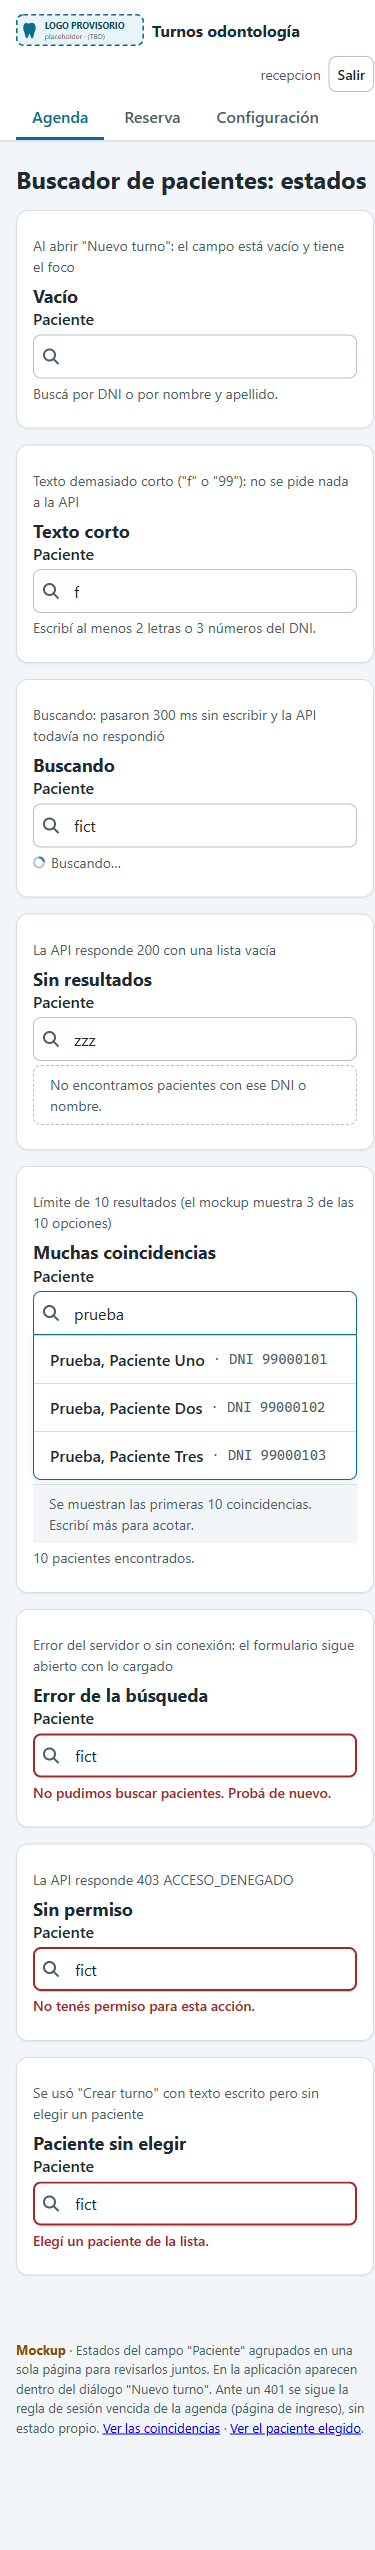 LOGO PROVISORIO
placeholder · (TBD)
Turnos odontología
recepcion
Salir
Agenda
Reserva
Configuración
Buscador de pacientes: estados
Al abrir "Nuevo turno": el campo está vacío y tiene
el foco
Vacío
Paciente
Buscá por DNI o por nombre y apellido.
Texto demasiado corto ("f" o "99"): no se pide nada
a la API
Texto corto
Paciente
f
Escribí al menos 2 letras o 3 números del DNI.
Buscando: pasaron 300 ms sin escribir y la API
todavía no respondió
Buscando
Paciente
fict
Buscando…
La API responde 200 con una lista vacía
Sin resultados
Paciente
zzz
No encontramos pacientes con ese DNI o
nombre.
Límite de 10 resultados (el mockup muestra 3 de las
10 opciones)
Muchas coincidencias
Paciente
prueba
Prueba, Paciente Uno · DNI 99000101
Prueba, Paciente Dos · DNI 99000102
Prueba, Paciente Tres · DNI 99000103
Se muestran las primeras 10 coincidencias.
Escribí más para acotar.
10 pacientes encontrados.
Error del servidor o sin conexión: el formulario sigue
abierto con lo cargado
Error de la búsqueda
Paciente
fict
No pudimos buscar pacientes. Probá de nuevo.
La API responde 403 ACCESO_DENEGADO
Sin permiso
Paciente
fict
No tenés permiso para esta acción.
Se usó "Crear turno" con texto escrito pero sin
elegir un paciente
Paciente sin elegir
Paciente
fict
Elegí un paciente de la lista.
Mockup · Estados del campo "Paciente" agrupados en una
sola página para revisarlos juntos. En la aplicación aparecen
dentro del diálogo "Nuevo turno". Ante un 401 se sigue la
regla de sesión vencida de la agenda (página de ingreso), sin
estado propio. Ver las coincidencias · Ver el paciente elegido.